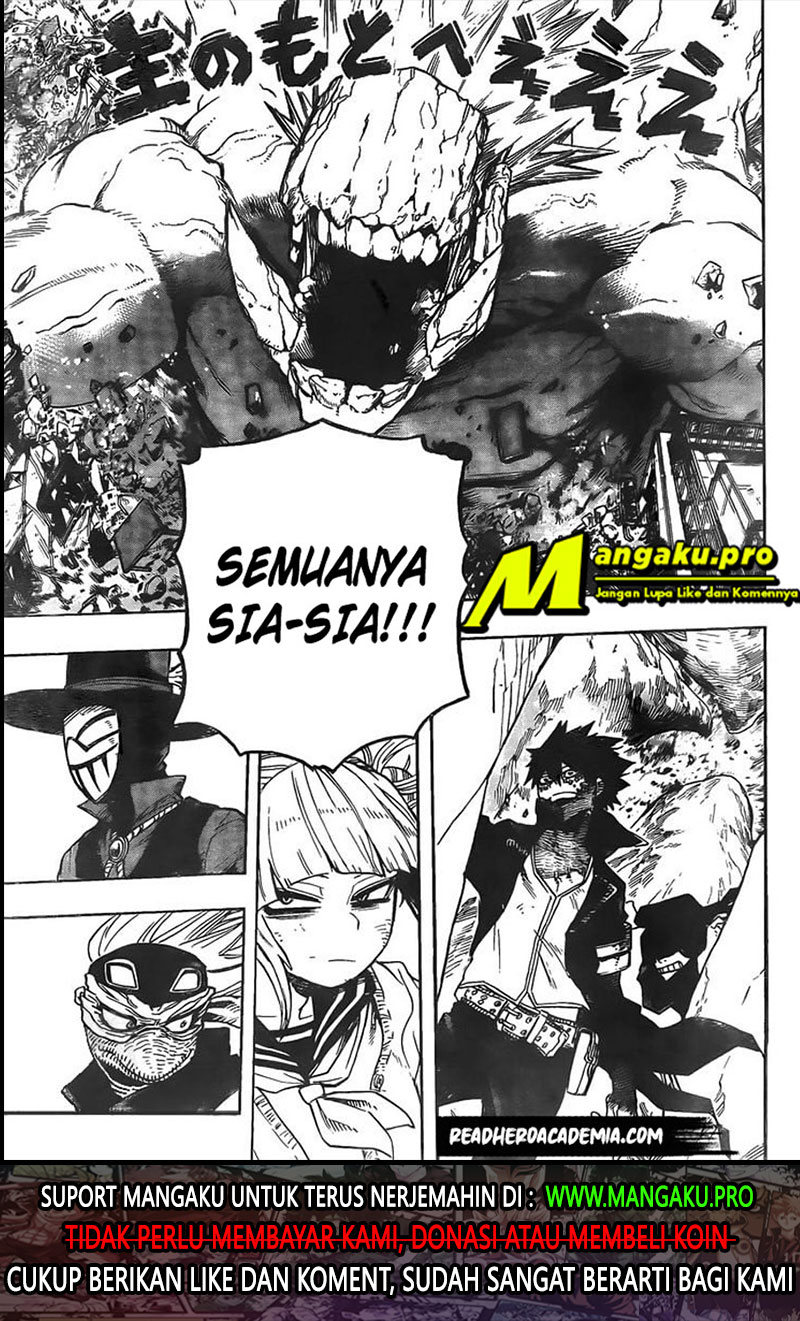 主のもとへええええ
SEMUANYA
SIA-SIA!!!
Mangaku.pro
Jangan Lupa Like dan Komennya
READHEROACADEMIA.COM
SUPORT MANGAKU UNTUK TERUS NERJEMAHIN DI : WWW.MANGAKU.PRO
TIDAK PERLU MEMBAYAR KAMI, DONASI ATAU MEMBELI KOIN
CUKUP BERIKAN LIKE DAN KOMENT, SUDAH SANGAT BERARTI BAGI KAMI